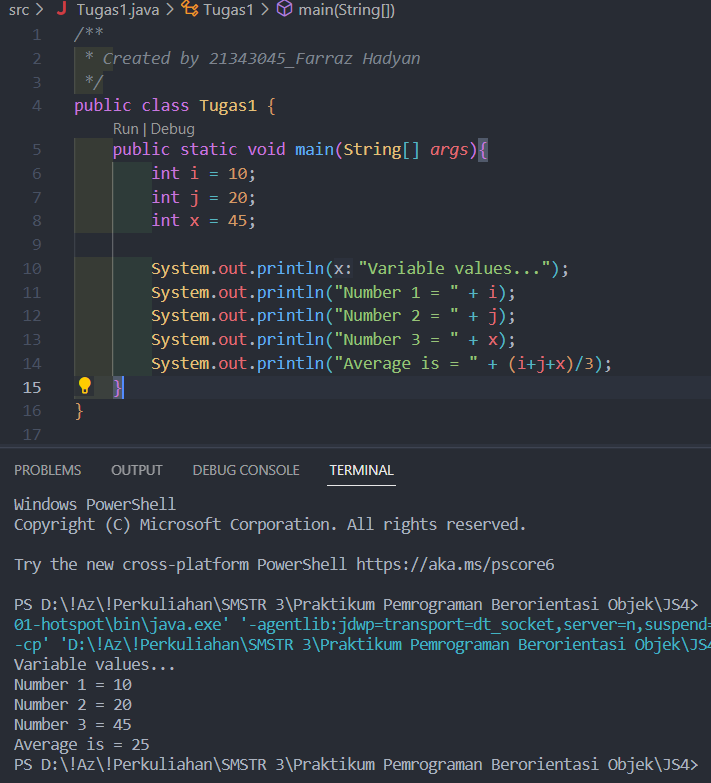 src > J Tugas1.java > Tugas1 > main(String[])
1 /**
2 * Created by 21343045_Farraz Hadyan
3 */
4 public class Tugas1 {
Run | Debug
5 public static void main(String[] args){
6 int i = 10;
7 int j = 20;
8 int x = 45;
9
10 System.out.println(x: "Variable values...");
11 System.out.println("Number 1 = " + i);
12 System.out.println("Number 2 = " + j);
13 System.out.println("Number 3 = " + x);
14 System.out.println("Average is = " + (i+j+x)/3);
15 }
16 }
17
PROBLEMS OUTPUT DEBUG CONSOLE TERMINAL
Windows PowerShell
Copyright (C) Microsoft Corporation. All rights reserved.
Try the new cross-platform PowerShell https://aka.ms/pscore6
PS D:\!Az\!Perkuliahan\SMSTR 3\Praktikum Pemrograman Berorientasi Objek\JS4>
01-hotspot\bin\java.exe' '-agentlib:jdwp=transport=dt_socket,server=n,suspend=
-cp' 'D:\!Az\!Perkuliahan\SMSTR 3\Praktikum Pemrograman Berorientasi Objek\JS4
Variable values...
Number 1 = 10
Number 2 = 20
Number 3 = 45
Average is = 25
PS D:\!Az\!Perkuliahan\SMSTR 3\Praktikum Pemrograman Berorientasi Objek\JS4>